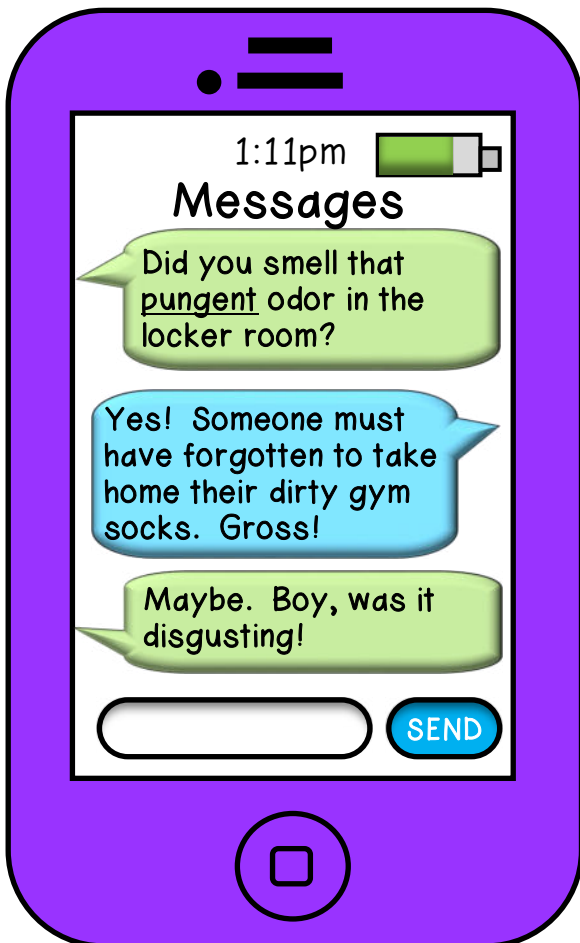 1:11pm
Messages
Did you smell that
pungent odor in the
locker room?
Yes!  Someone must
have forgotten to take
home their dirty gym
socks.  Gross!
Maybe.  Boy, was it
disgusting!
SEND